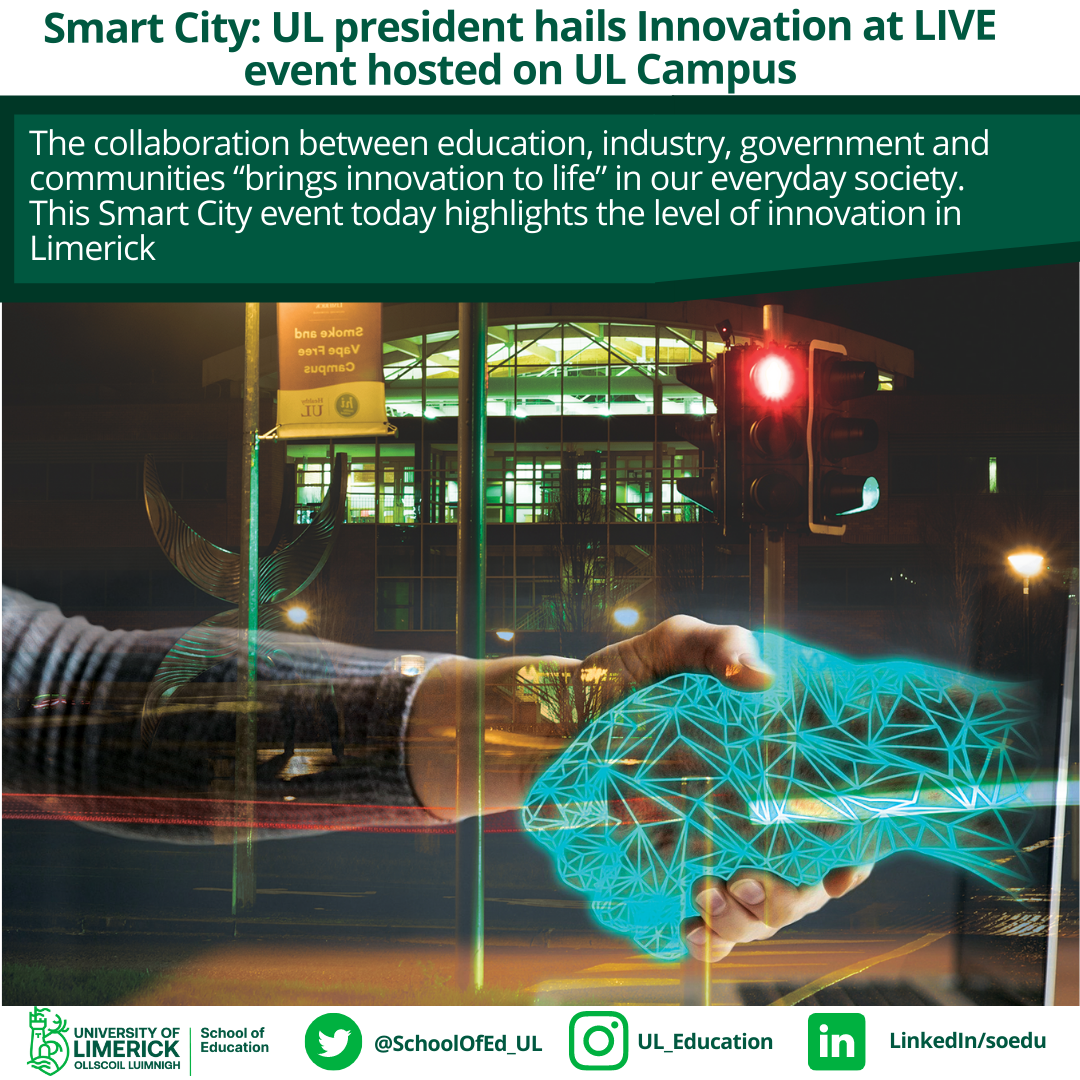 Smart City: UL president hails Innovation at LIVE
event hosted on UL Campus
The collaboration between education, industry, government and
communities “brings innovation to life” in our everyday society.
This Smart City event today highlights the level of innovation in
Limerick
Smoke and
Vape Free
Campus
Healthy
UL
hi
UNIVERSITY OF
LIMERICK
OLLSCOIL LUIMNIGH
School of
Education
@SchoolOfEd_UL
UL_Education
in
LinkedIn/soedu